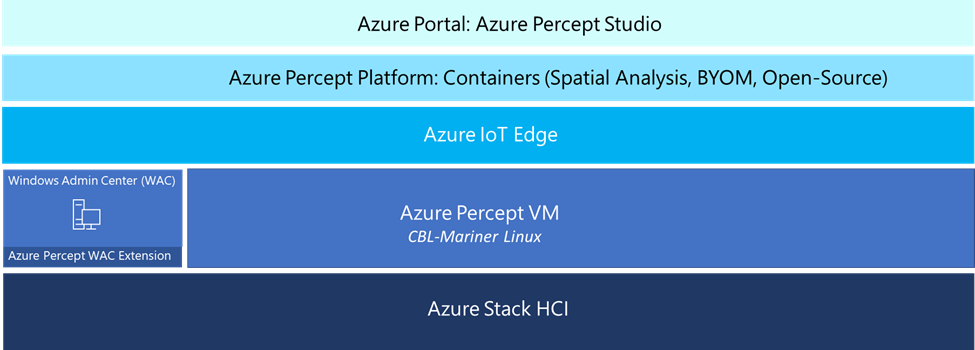 Azure Portal: Azure Percept Studio
Azure Percept Platform: Containers (Spatial Analysis, BYOM, Open-Source)
Azure IoT Edge
Windows Admin Center (WAC)
Azure Percept WAC Extension
Azure Percept VM
CBL-Mariner Linux
Azure Stack HCI